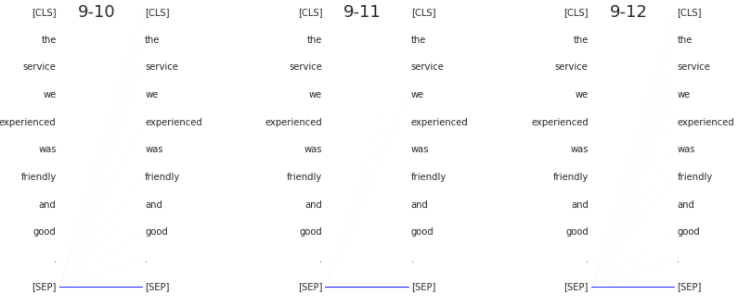 [CLS] 9-10 [CLS] [CLS] 9-11 [CLS] [CLS] 9-12 [CLS]
the the the the the the
service service service service service service
we we we we we we
experienced experienced experienced experienced experienced experienced
was was was was was was
friendly friendly friendly friendly friendly friendly
and and and and and and
good good good good good good
. . . . . .
[SEP] [SEP] [SEP] [SEP] [SEP] [SEP]